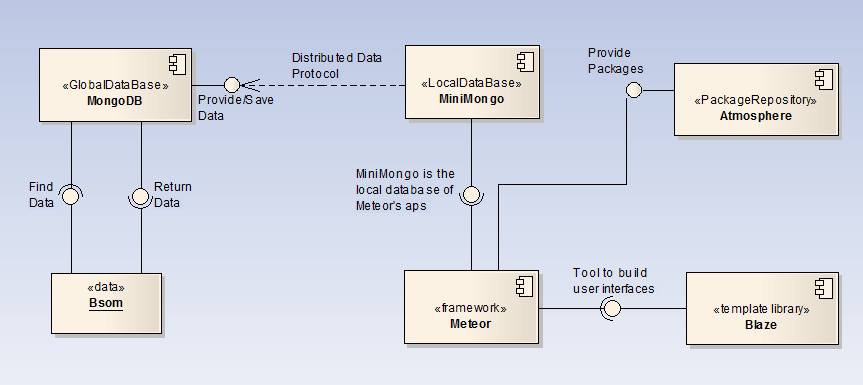 Distributed Data
Protocol
Provide
Packages
«GlobalDataBase»
MongoDB
«LocalDataBase»
MiniMongo
«PackageRepository»
Atmosphere
Provide/Save
Data
Find
Data
Return
Data
MiniMongo is the
local database of
Meteor's aps
«data»
Bsom
«framework»
Meteor
Tool to build
user interfaces
«template library»
Blaze